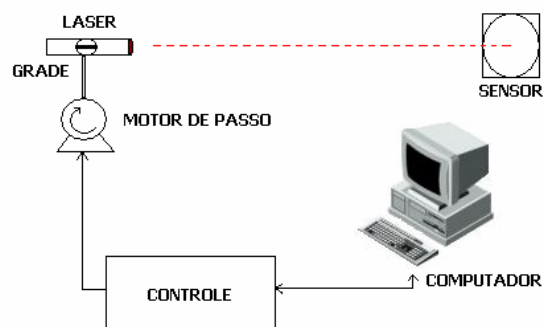 LASER
GRADE
SENSOR
MOTOR DE PASSO
COMPUTADOR
CONTROLE